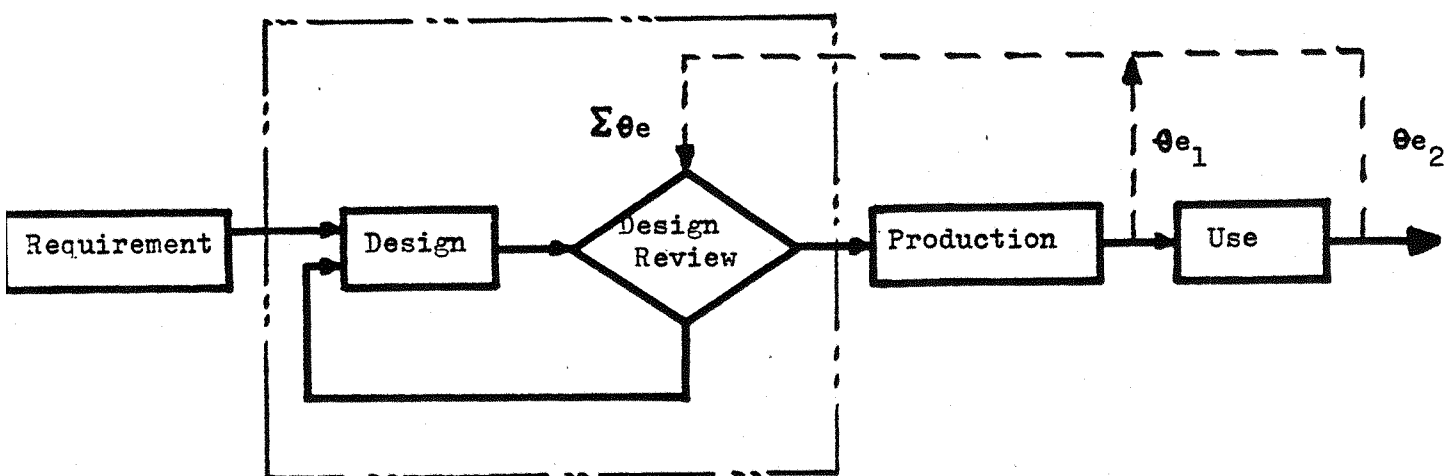 Σθe
θe₁
θe₂
Requirement
Design
Design
Review
Production
Use